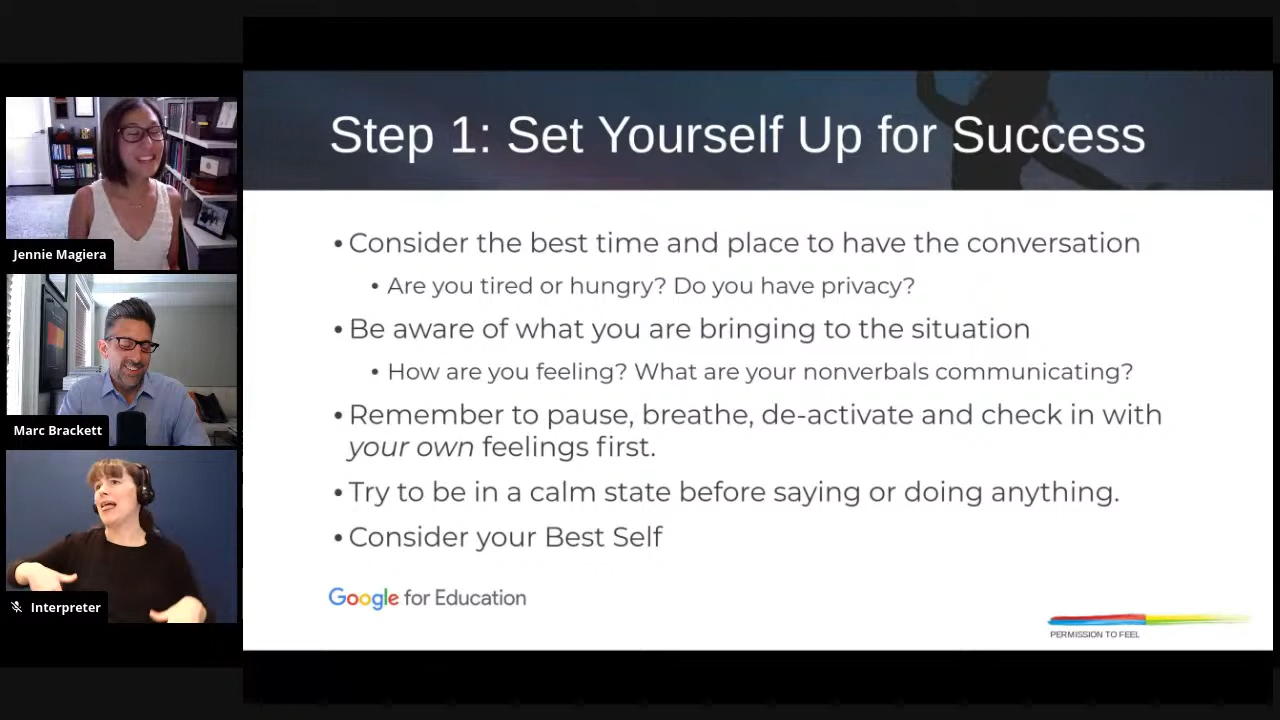 Jennie Magiera
Marc Brackett
Interpreter
Step 1: Set Yourself Up for Success
• Consider the best time and place to have the conversation
• Are you tired or hungry? Do you have privacy?
• Be aware of what you are bringing to the situation
• How are you feeling? What are your nonverbals communicating?
• Remember to pause, breathe, de-activate and check in with
your own feelings first.
• Try to be in a calm state before saying or doing anything.
• Consider your Best Self
Google for Education
PERMISSION TO FEEL